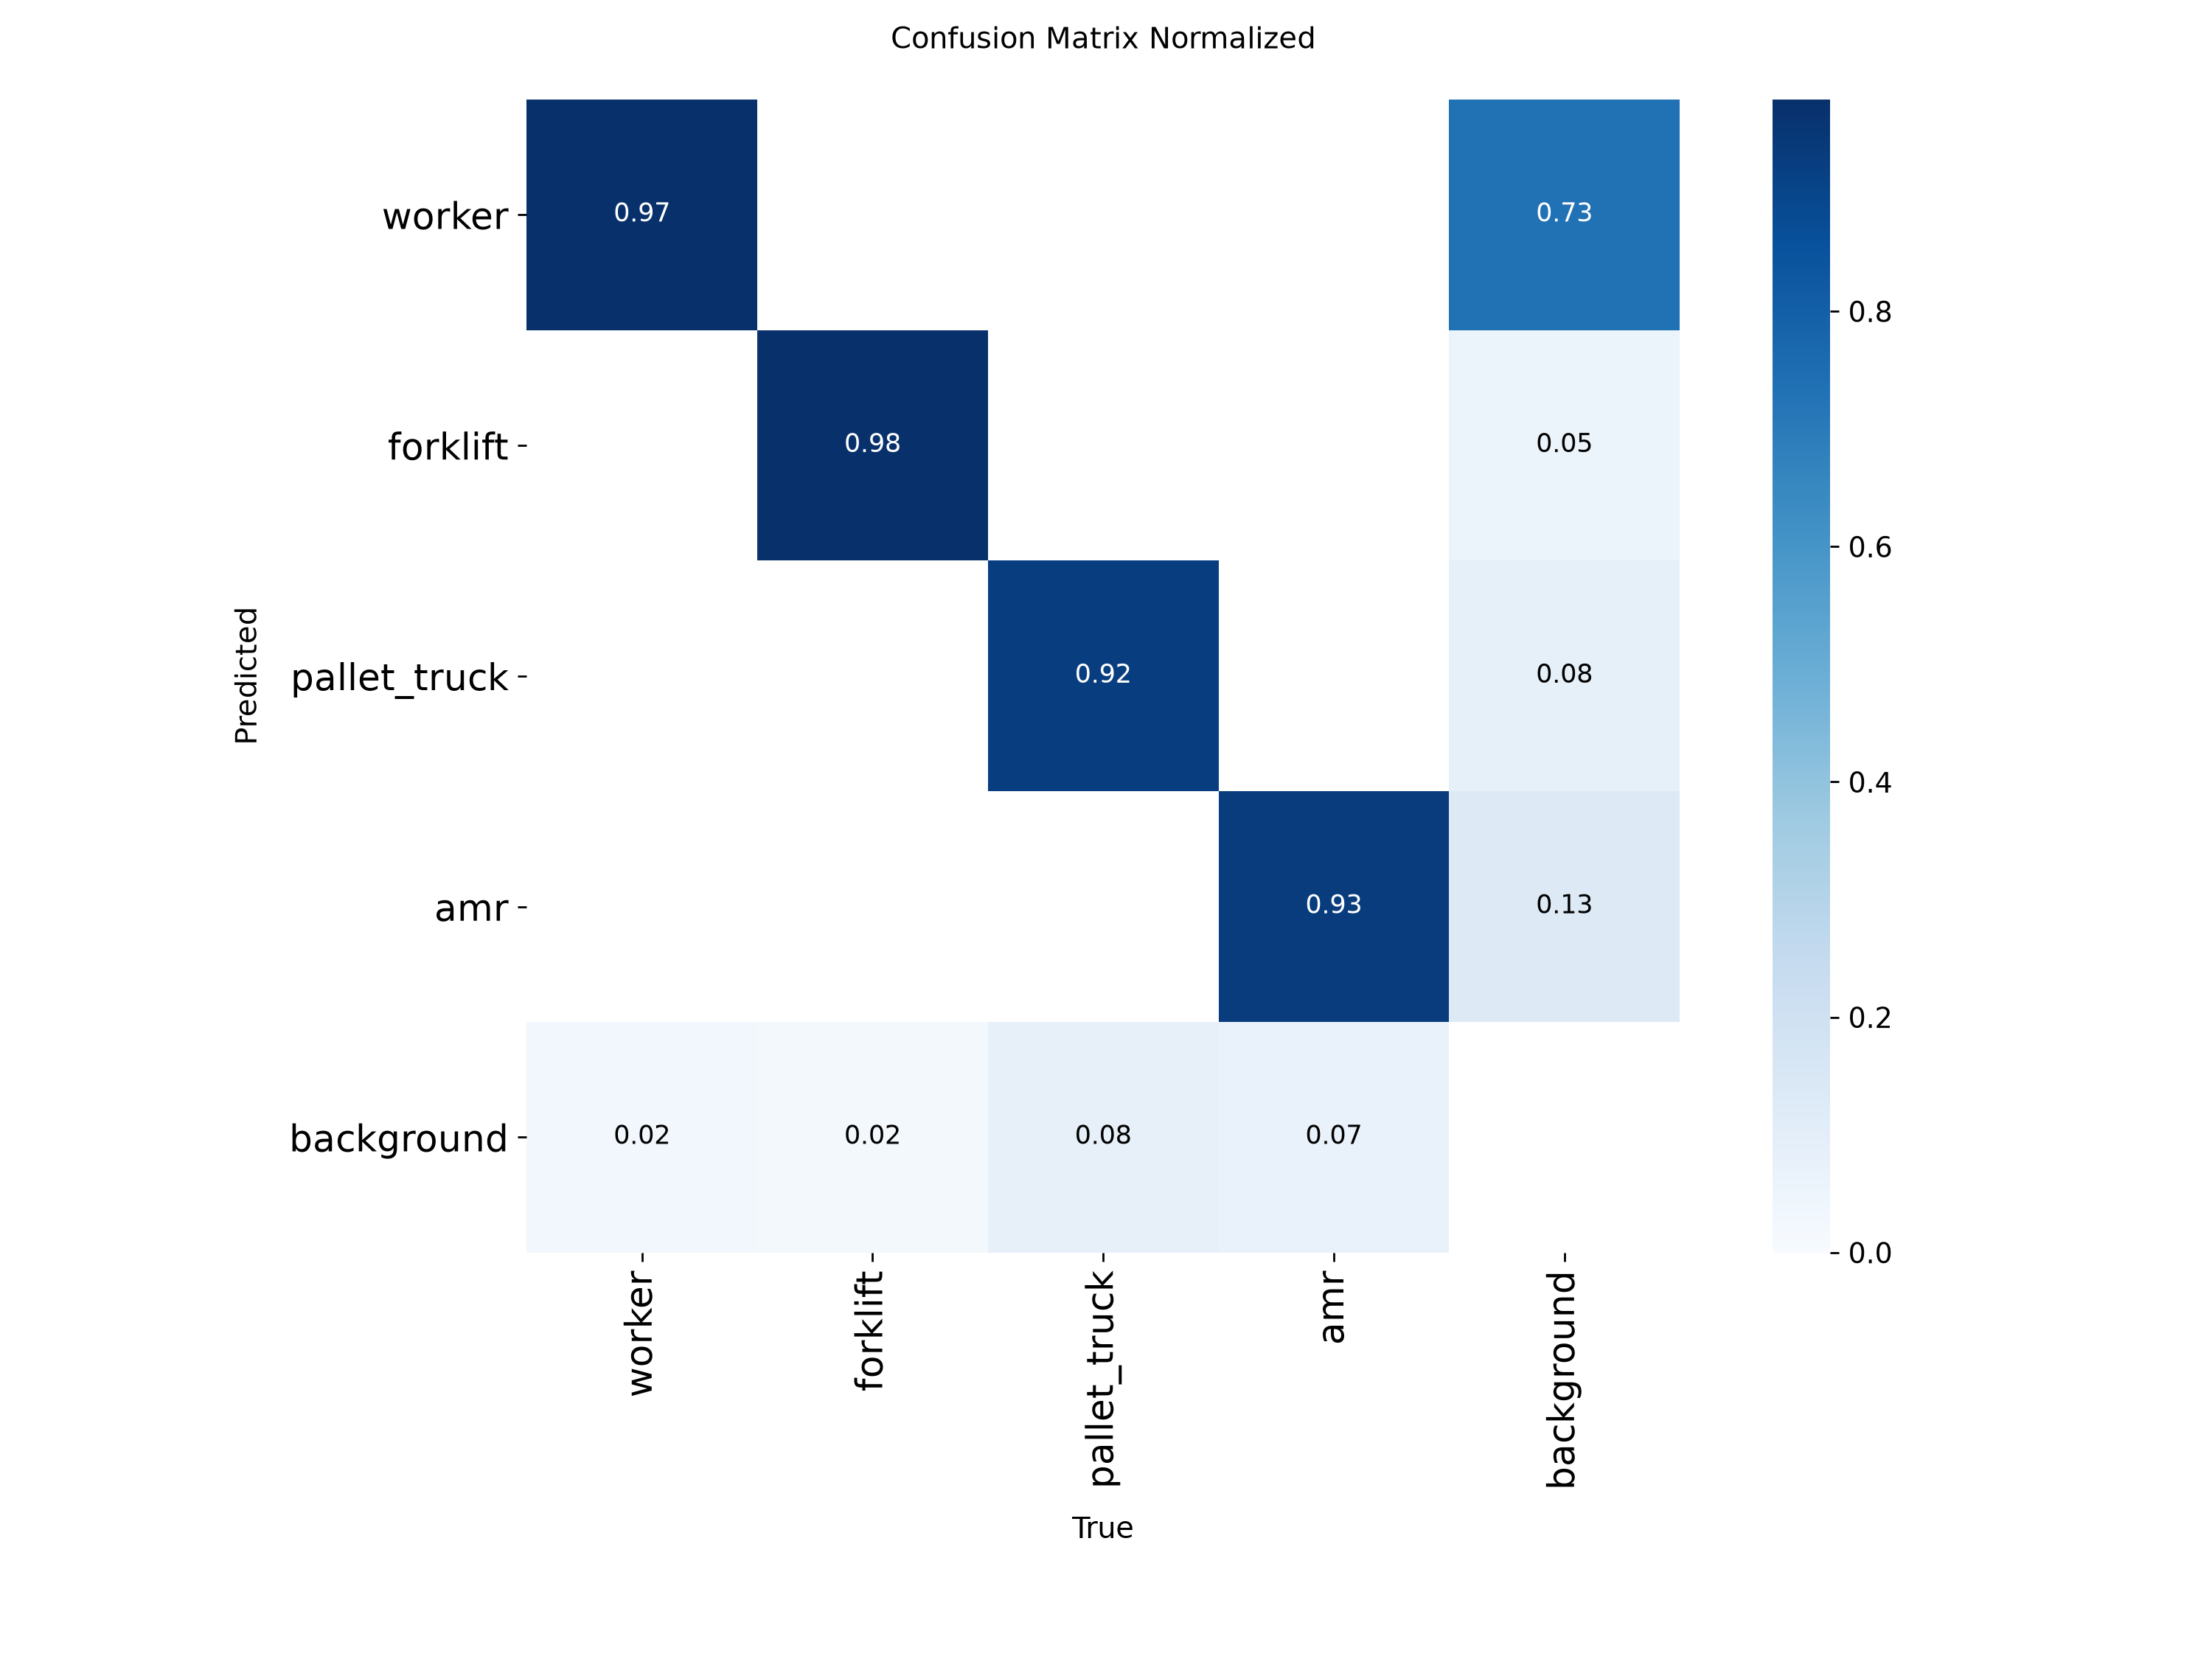 Confusion Matrix Normalized
worker
0.97
0.73
0.8
forklift
0.98
0.05
0.6
Predicted
pallet_truck
0.92
0.08
0.4
amr
0.93
0.13
0.2
background
0.02
0.02
0.08
0.07
0.0
worker
forklift
pallet_truck
amr
background
True